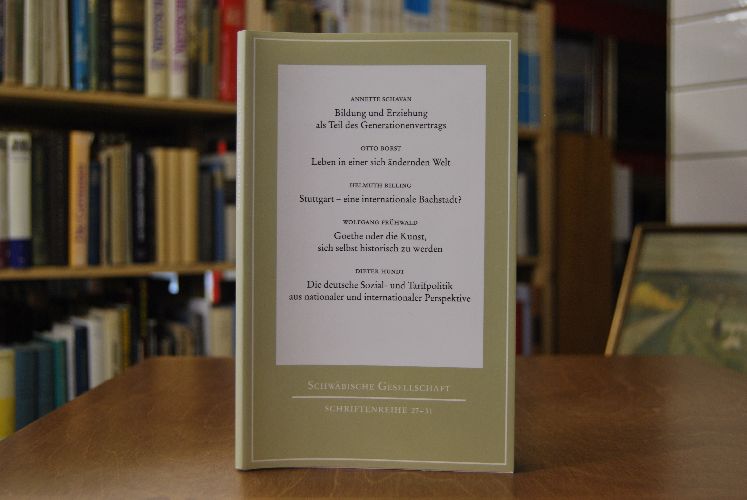 ANNETTE SCHAVAN
Bildung und Erziehung
als Teil des Generationenvertrags
OTTO BORST
Leben in einer sich ändernden Welt
HELMUTH RILLING
Stuttgart – eine internationale Bachstadt?
WOLFGANG FRÜHWALD
Goethe oder die Kunst,
sich selbst historisch zu werden
DIETER HUNDT
Die deutsche Sozial- und Tarifpolitik
aus nationaler und internationaler Perspektive
SCHWÄBISCHE GESELLSCHAFT
SCHRIFTENREIHE 27–31